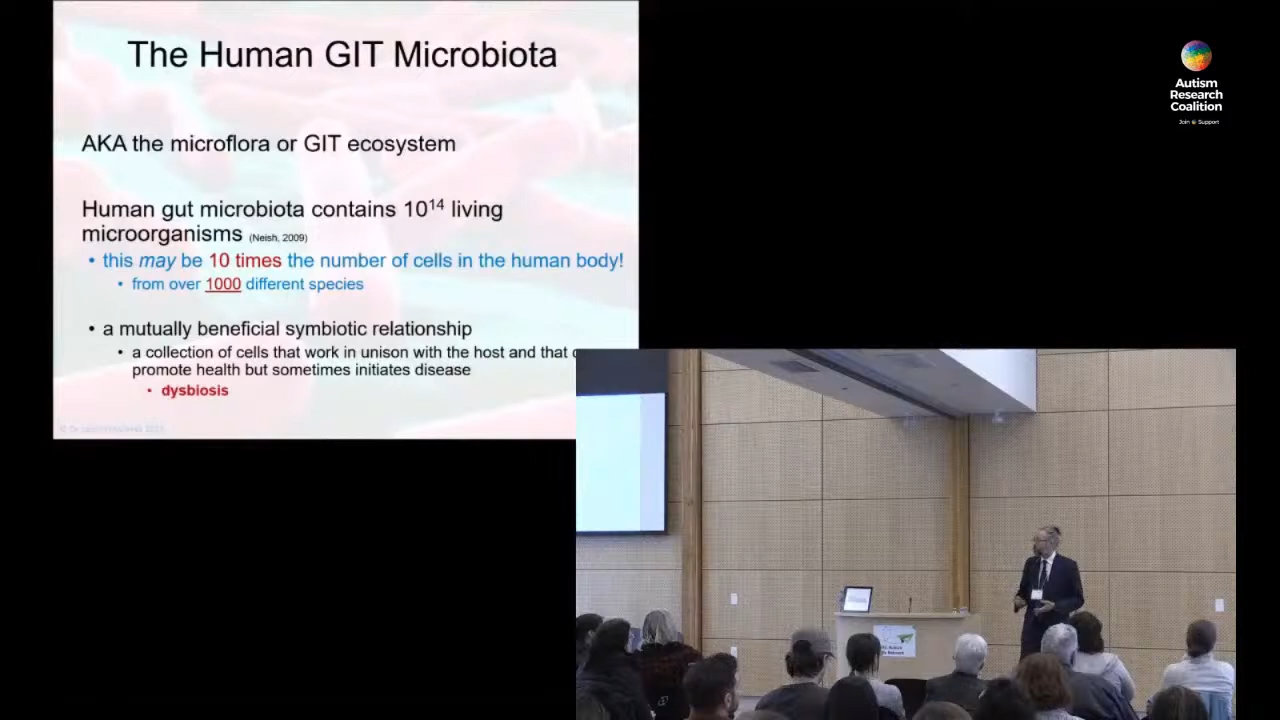 The Human GIT Microbiota
AKA the microflora or GIT ecosystem
Human gut microbiota contains 10¹⁴ living
microorganisms (Neish, 2009)
• this may be 10 times the number of cells in the human body!
• from over 1000 different species
• a mutually beneficial symbiotic relationship
• a collection of cells that work in unison with the host and that
promote health but sometimes initiates disease
• dysbiosis
Autism
Research
Coalition
Join & Support